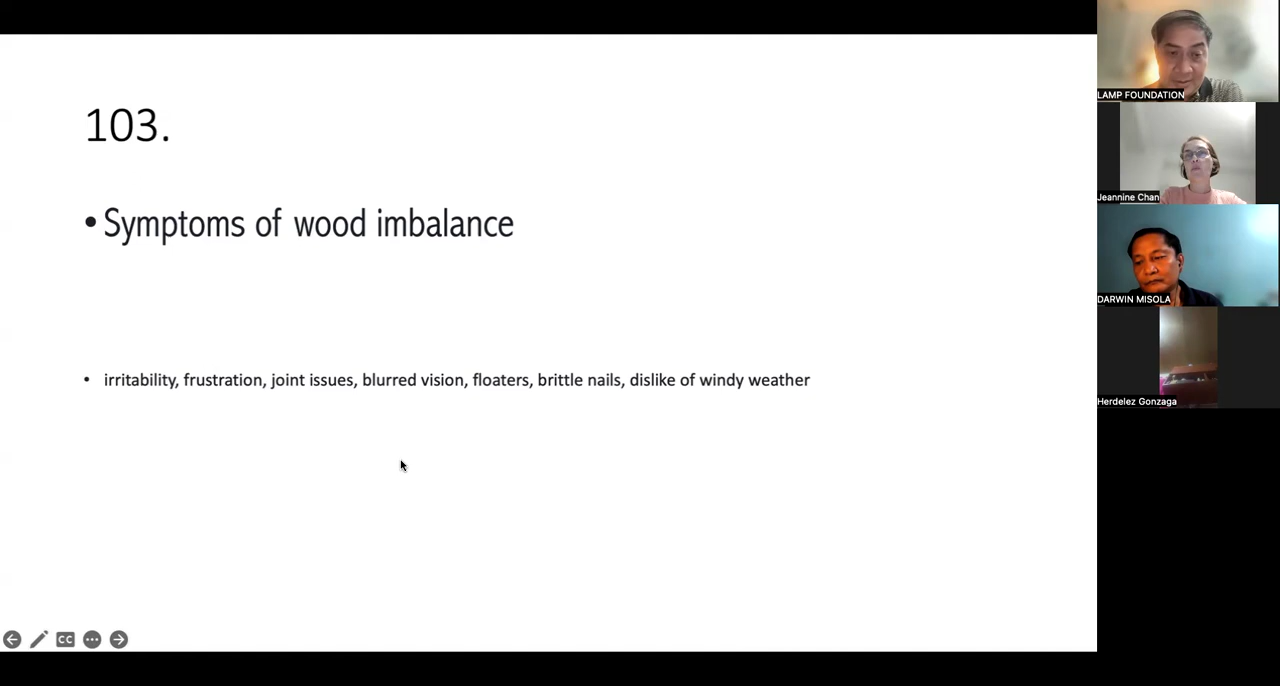 103.
• Symptoms of wood imbalance
• irritability, frustration, joint issues, blurred vision, floaters, brittle nails, dislike of windy weather
CC
LAMP FOUNDATION
Jeannine Chan
DARWIN MISOLA
Herdelez Gonzaga